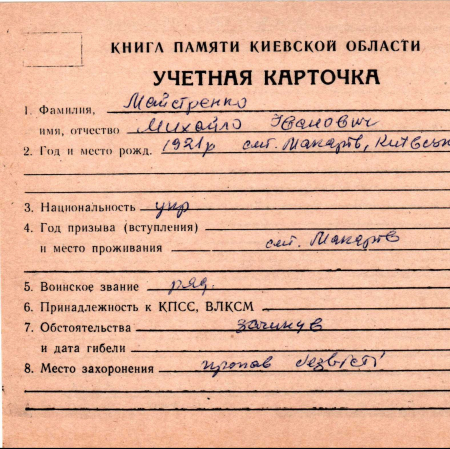 КНИГА ПАМЯТИ КИЕВСКОЙ ОБЛАСТИ
УЧЕТНАЯ КАРТОЧКА
1. Фамилия, Майстренко
имя, отчество Михайло Іванович
2. Год и место рожд. 1921р смт. Макарів, Київськ
3. Национальность укр
4. Год призыва (вступления)
и место проживания смт. Макарів
5. Воинское звание ряд.
6. Принадлежность к КПСС, ВЛКСМ
7. Обстоятельства загинув
и дата гибели
8. Место захоронения пропав безвісті